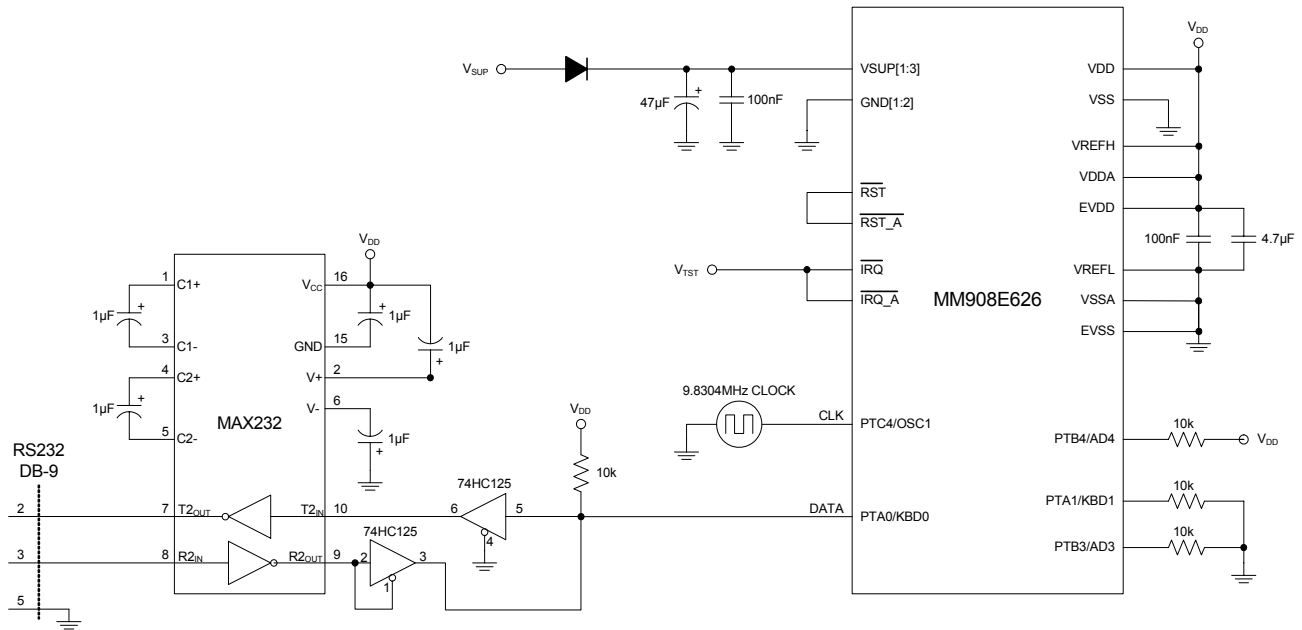 V_DD
V_SUP
VSUP[1:3]
VDD
47µF
100nF
GND[1:2]
VSS
VREFH
RST
VDDA
RST_A
EVDD
100nF
4.7µF
V_DD
V_TST
IRQ
VREFL
IRQ_A
MM908E626
VSSA
EVSS
1
C1+
V_CC
16
1µF
+
+
1µF
3
C1-
GND
15
1µF
+
4
C2+
V+
2
1µF
+
MAX232
V-
6
+
1µF
5
C2-
9.8304MHz CLOCK
CLK
PTC4/OSC1
V_DD
10k
PTB4/AD4
V_DD
RS232
DB-9
10k
74HC125
10k
PTA1/KBD1
2
7
T2_OUT
T2_IN
10
6
5
4
DATA
PTA0/KBD0
74HC125
10k
PTB3/AD3
3
8
R2_IN
R2_OUT
9
2
3
1
5
+